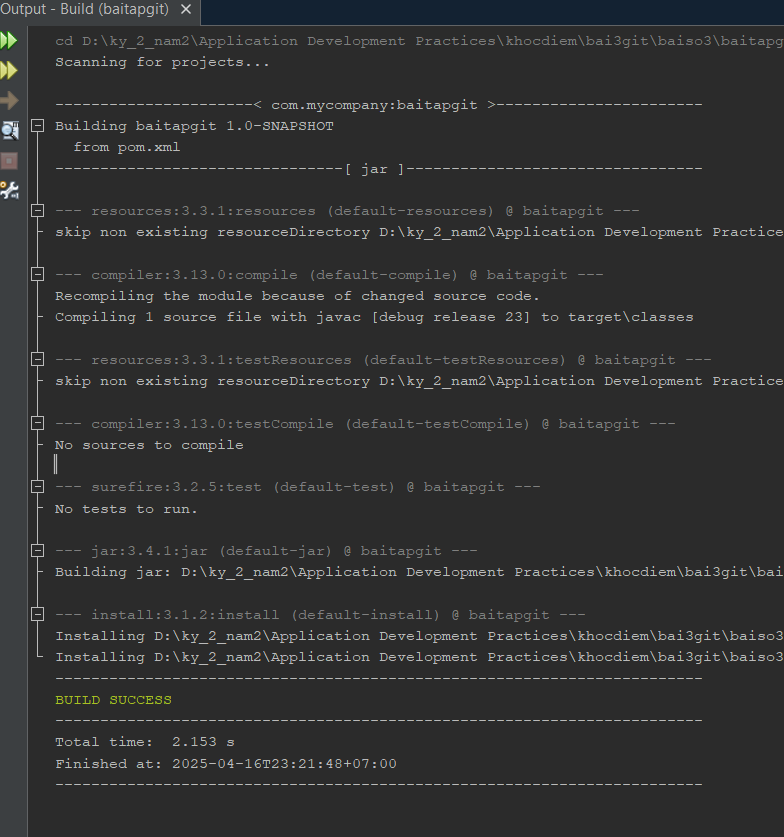 Output - Build (baitapgit) ×
cd D:\ky_2_nam2\Application Development Practices\khocdiem\bai3git\baiso3\baitapg
Scanning for projects...
----------------------< com.mycompany:baitapgit >-----------------------
Building baitapgit 1.0-SNAPSHOT
  from pom.xml
--------------------------------[ jar ]---------------------------------
--- resources:3.3.1:resources (default-resources) @ baitapgit ---
skip non existing resourceDirectory D:\ky_2_nam2\Application Development Practice
--- compiler:3.13.0:compile (default-compile) @ baitapgit ---
Recompiling the module because of changed source code.
Compiling 1 source file with javac [debug release 23] to target\classes
--- resources:3.3.1:testResources (default-testResources) @ baitapgit ---
skip non existing resourceDirectory D:\ky_2_nam2\Application Development Practice
--- compiler:3.13.0:testCompile (default-testCompile) @ baitapgit ---
No sources to compile
--- surefire:3.2.5:test (default-test) @ baitapgit ---
No tests to run.
--- jar:3.4.1:jar (default-jar) @ baitapgit ---
Building jar: D:\ky_2_nam2\Application Development Practices\khocdiem\bai3git\bai
--- install:3.1.2:install (default-install) @ baitapgit ---
Installing D:\ky_2_nam2\Application Development Practices\khocdiem\bai3git\baiso3
Installing D:\ky_2_nam2\Application Development Practices\khocdiem\bai3git\baiso3
------------------------------------------------------------------------
BUILD SUCCESS
------------------------------------------------------------------------
Total time:  2.153 s
Finished at: 2025-04-16T23:21:48+07:00
------------------------------------------------------------------------